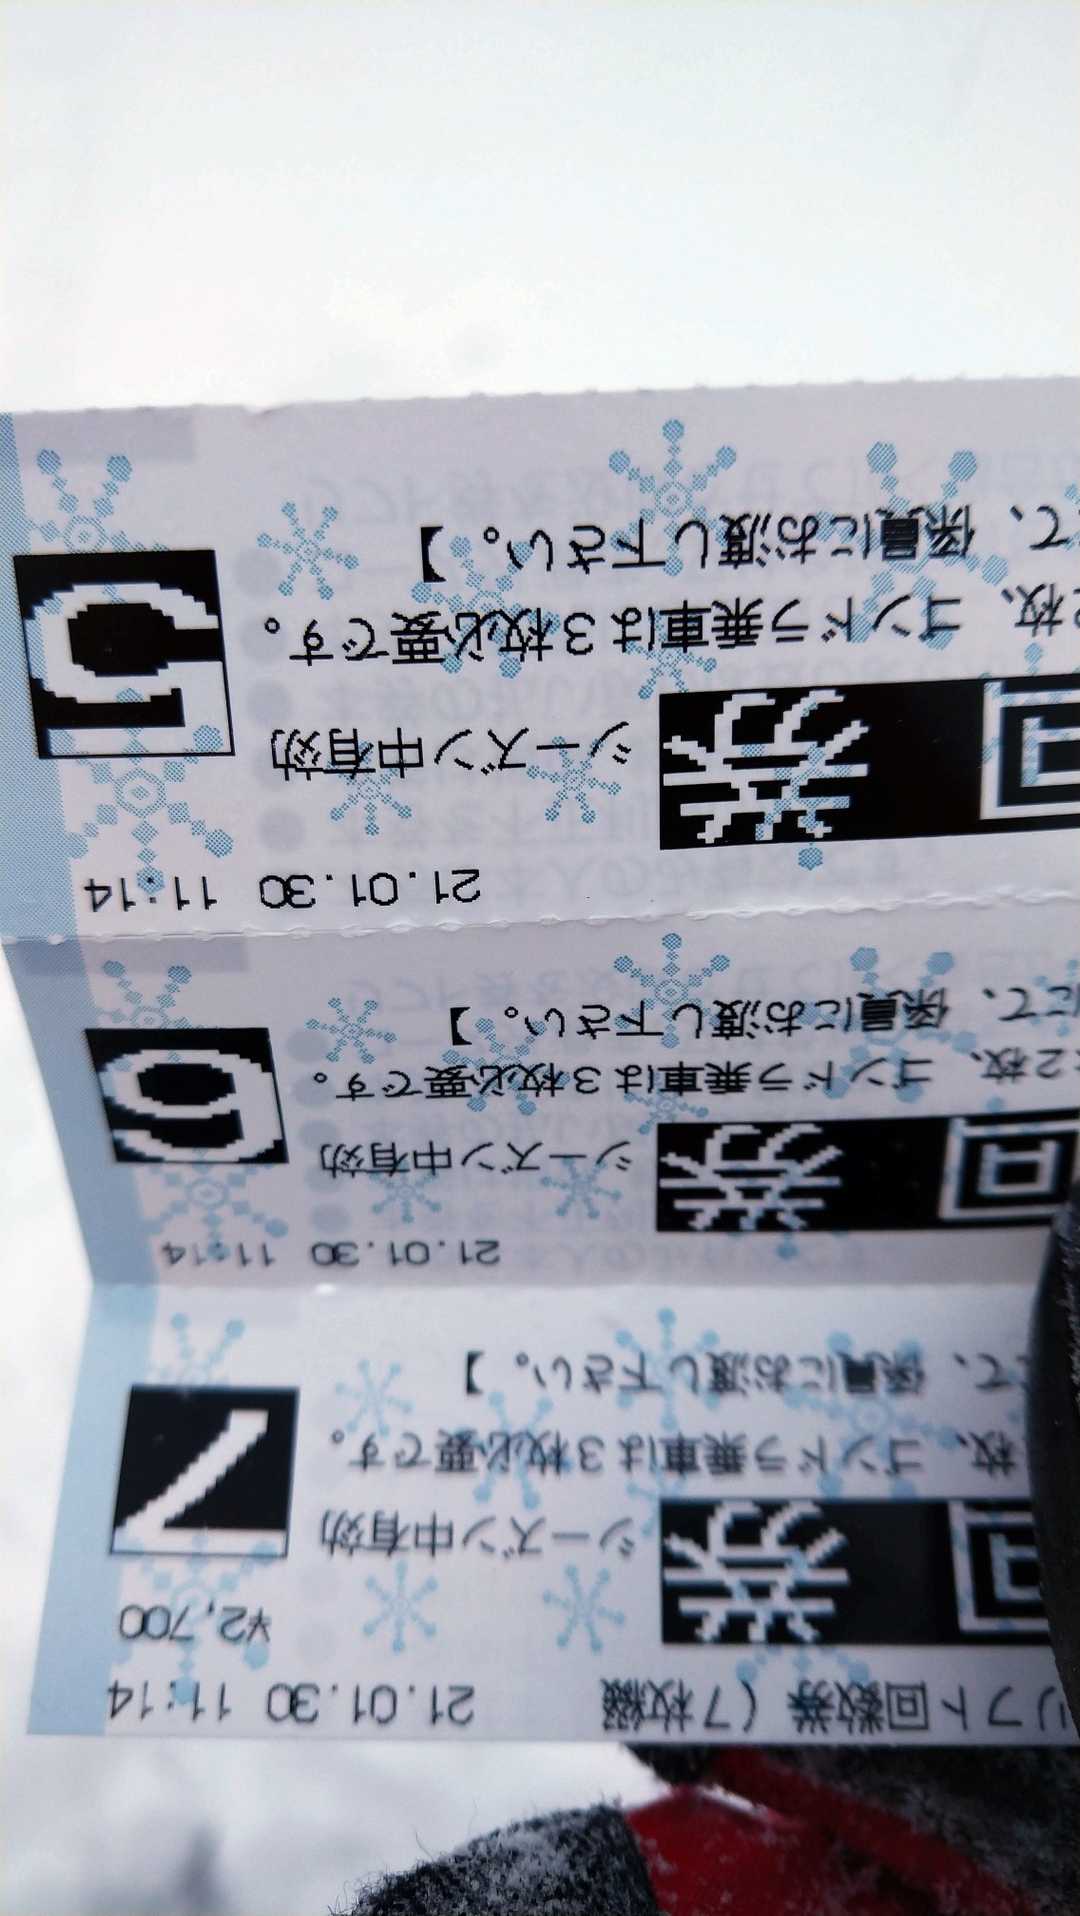 リフト回数券（７枚綴 21.01.30 11:14
¥2,700
回券 シーズン中有効 7
枚、ゴンドラ乗車は３枚必要です。
て、係員にお渡し下さい。】
21.01.30 11:14
回券 シーズン中有効 6
２枚、ゴンドラ乗車は３枚必要です。
にて、係員にお渡し下さい。】
21.01.30 11:14
回券 シーズン中有効 5
２枚、ゴンドラ乗車は３枚必要です。
て、係員にお渡し下さい。】